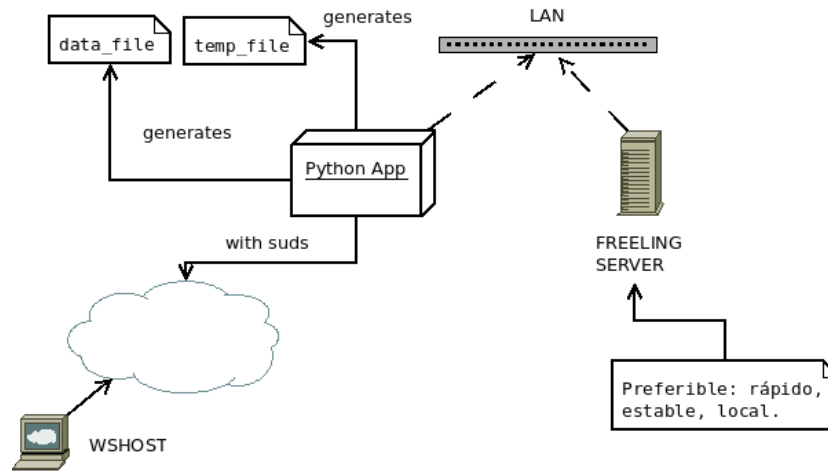 generates
LAN
data_file
temp_file
generates
Python App
with suds
FREELING
SERVER
Preferible: rápido,
estable, local.
WSHOST